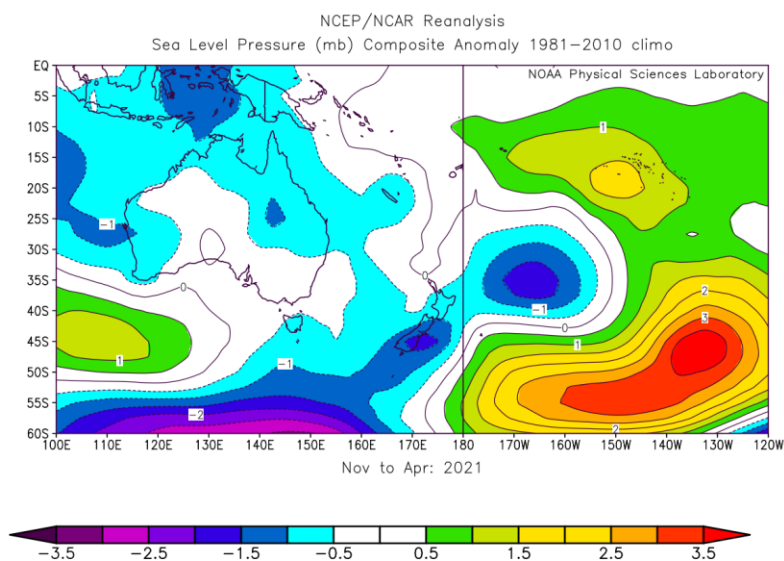 NCEP/NCAR Reanalysis
Sea Level Pressure (mb) Composite Anomaly 1981−2010 climo
NOAA Physical Sciences Laboratory
EQ
5S
10S
15S
20S
25S
30S
35S
40S
45S
50S
55S
60S
1
−1
0
0
−1
2
3
0
1
1
−1
−2
2
100E 110E 120E 130E 140E 150E 160E 170E 180 170W 160W 150W 140W 130W 120W
Nov to Apr: 2021
−3.5 −2.5 −1.5 −0.5 0.5 1.5 2.5 3.5